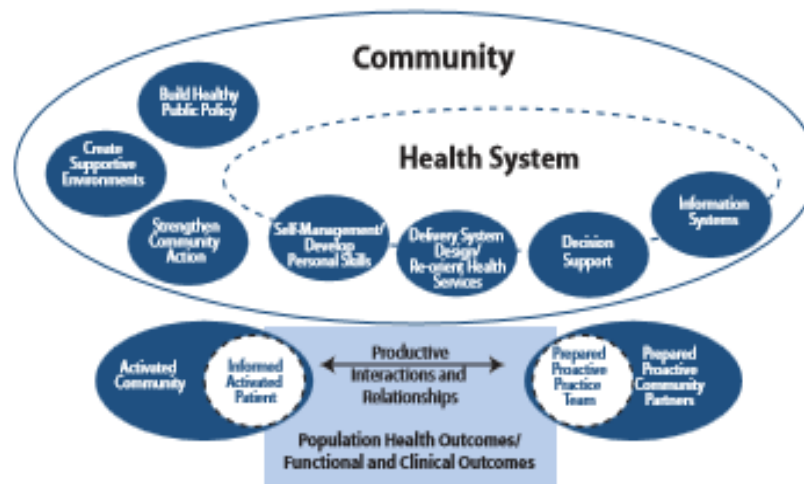 Community
Build Healthy
Public Policy
Create
Supportive
Environments
Strengthen
Community
Action
Health System
Self-Management/
Develop
Personal Skills
Delivery System
Design/
Re-orient Health
Services
Decision
Support
Information
Systems
Activated
Community
Informed
Activated
Patient
Productive
Interactions and
Relationships
Prepared
Proactive
Practice
Team
Prepared
Proactive
Community
Partners
Population Health Outcomes/
Functional and Clinical Outcomes